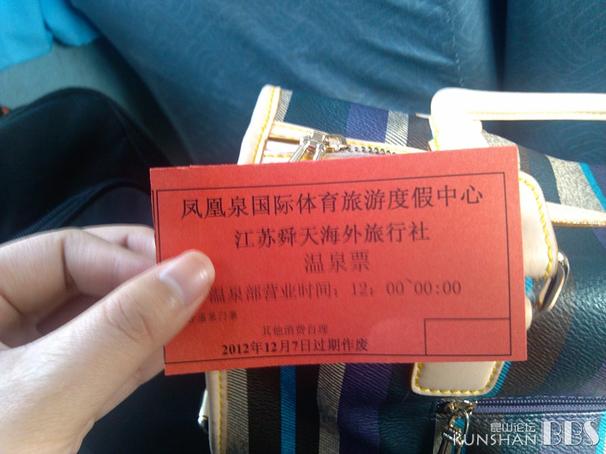 凤凰泉国际体育旅游度假中心
江苏舜天海外旅行社
温泉票
温泉部营业时间：12：00~00:00
其他消费自理
2012年12月7日过期作废
昆山论坛
KUNSHAN BBS